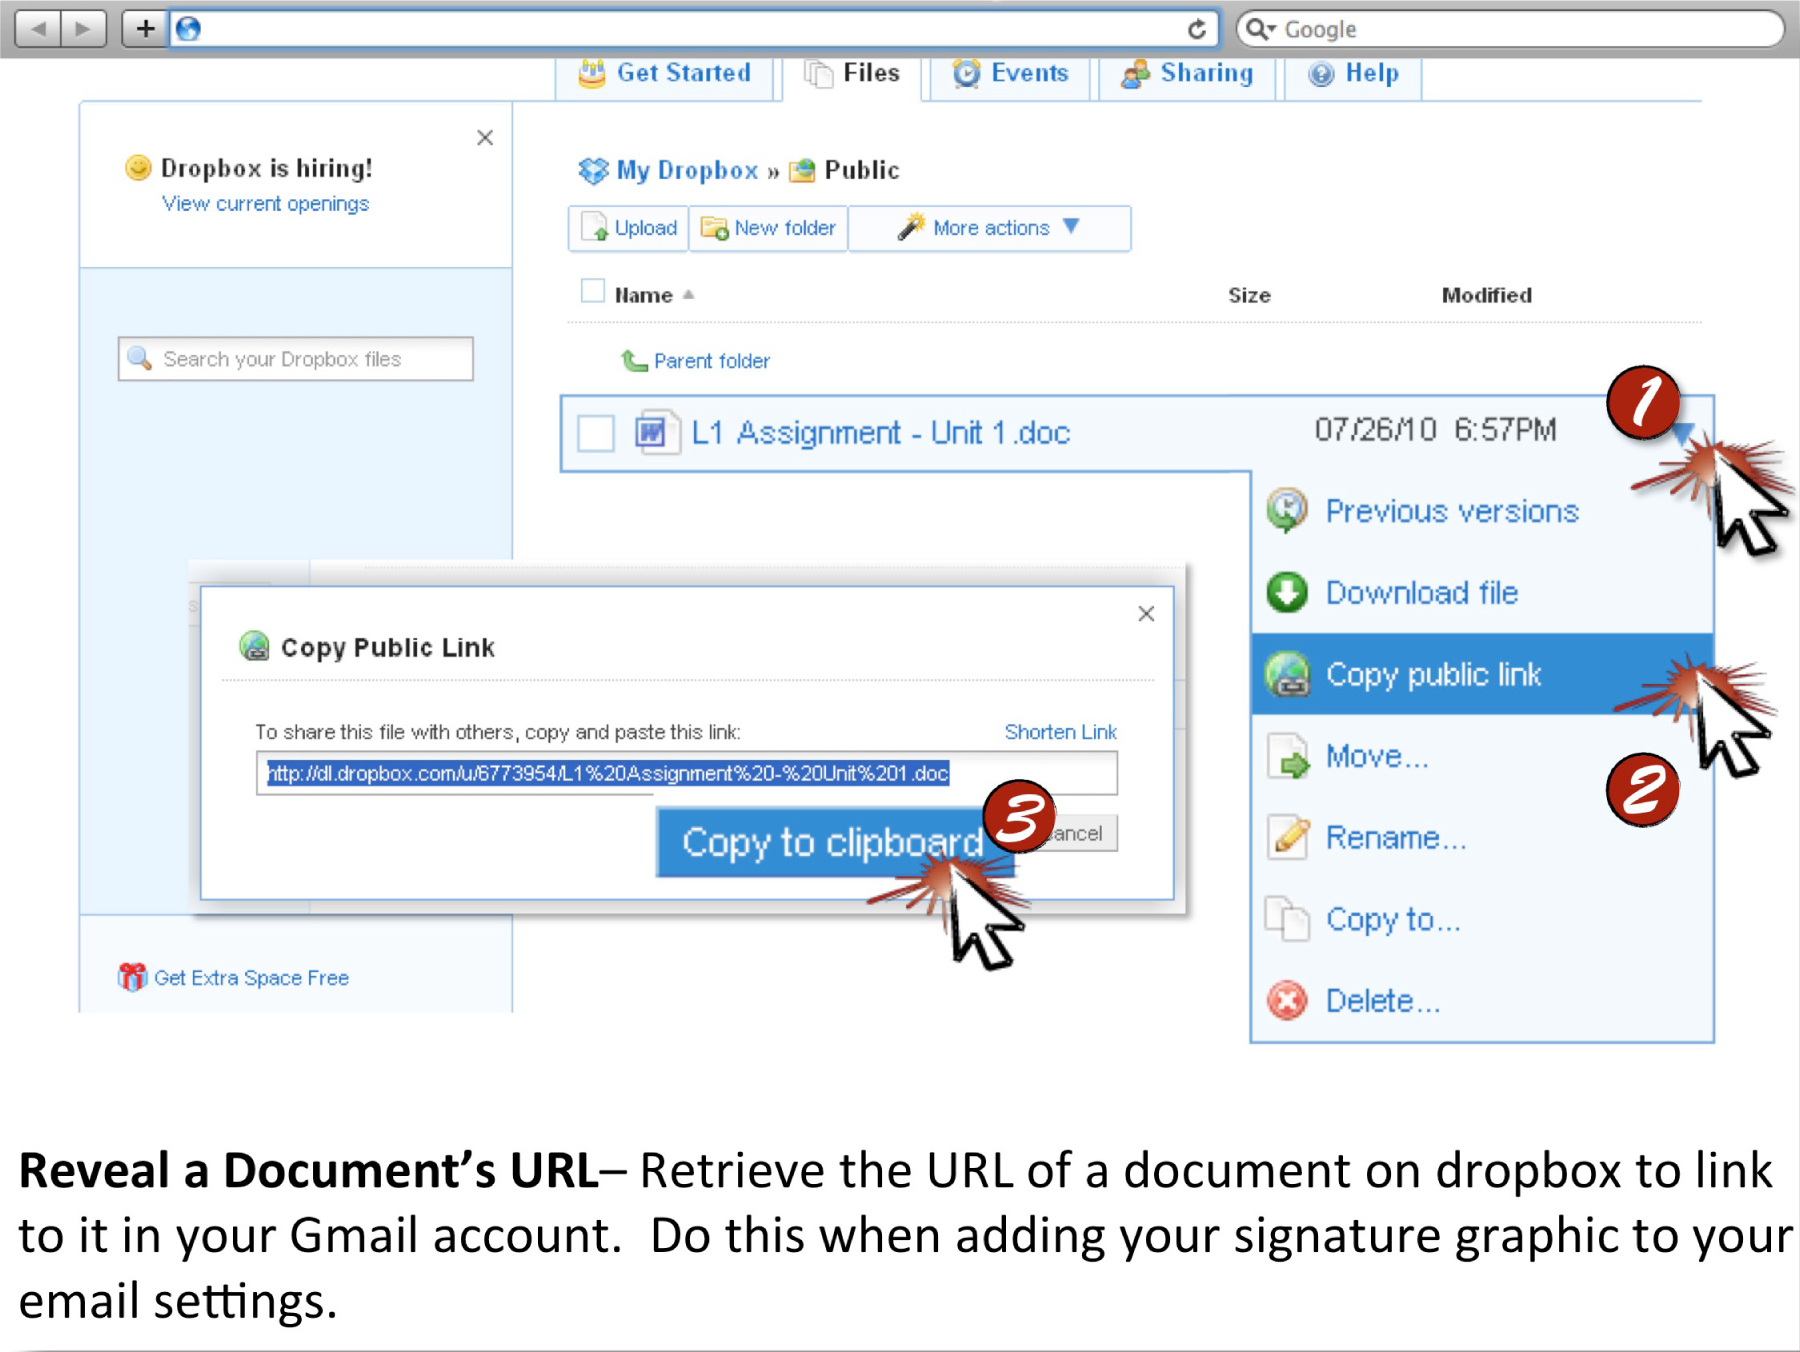 Google
Get Started Files Events Sharing Help
Dropbox is hiring!
View current openings
My Dropbox » Public
Upload New folder More actions
Name Size Modified
Search your Dropbox files
Parent folder
L1 Assignment - Unit 1.doc 07/26/10 6:57PM
1
Previous versions
Download file
Copy public link
2
Move...
Rename...
Copy to...
Delete...
Copy Public Link
To share this file with others, copy and paste this link: Shorten Link
http://dl.dropbox.com/u/6773954/L1%20Assignment%20-%20Unit%201.doc
Copy to clipboard 3 ancel
Get Extra Space Free
Reveal a Document’s URL– Retrieve the URL of a document on dropbox to link
to it in your Gmail account. Do this when adding your signature graphic to your
email settings.